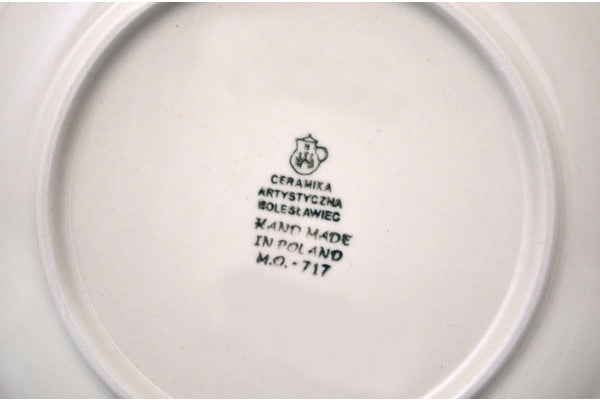 CERAMIKA
ARTYSTYCZNA
BOLESŁAWIEC
HAND MADE
IN POLAND
M.O. - 717